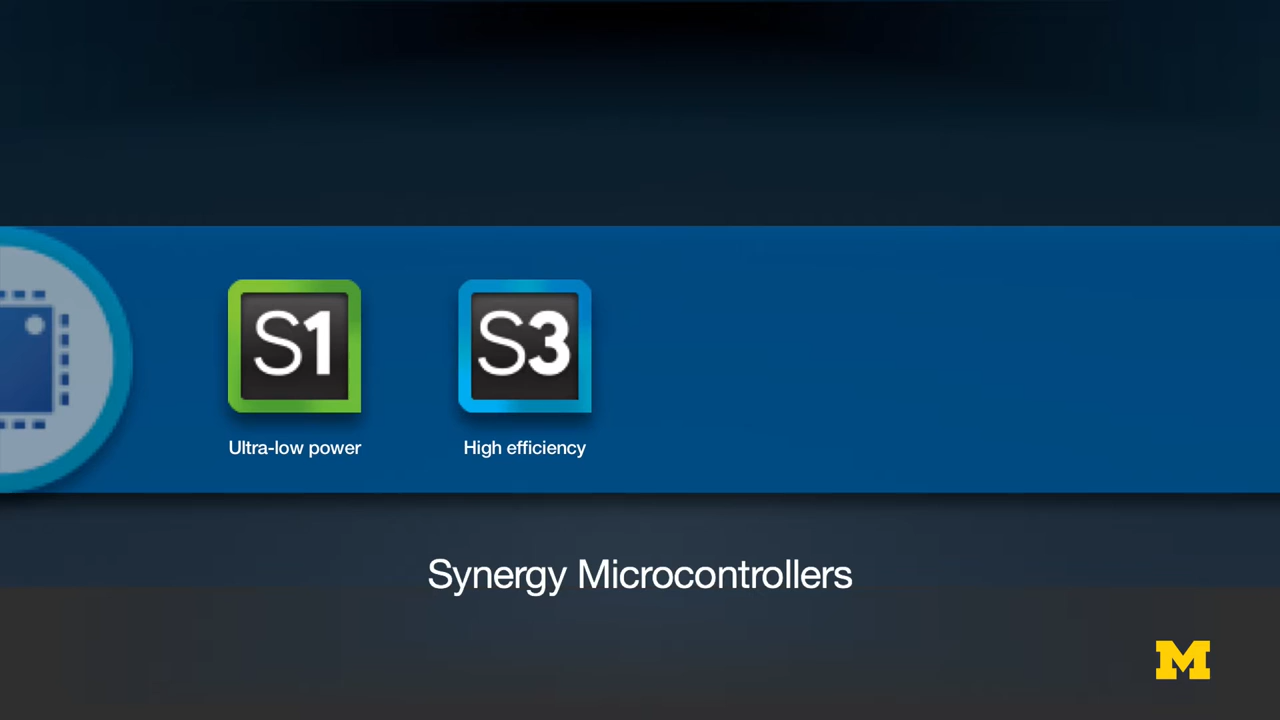 S1
S3
Ultra-low power
High efficiency
Synergy Microcontrollers
M